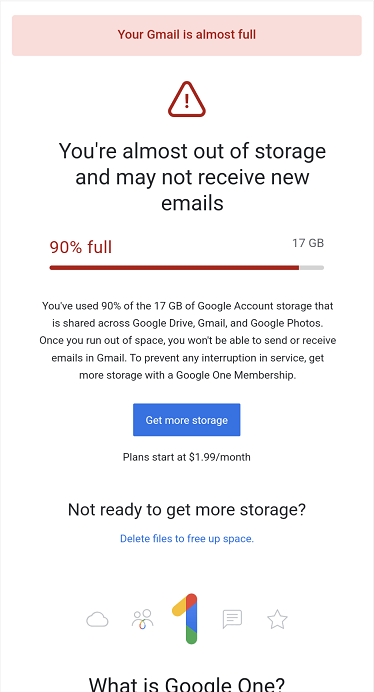 Your Gmail is almost full
You're almost out of storage
and may not receive new
emails
90% full
17 GB
You've used 90% of the 17 GB of Google Account storage that
is shared across Google Drive, Gmail, and Google Photos.
Once you run out of space, you won't be able to send or receive
emails in Gmail. To prevent any interruption in service, get
more storage with a Google One Membership.
Get more storage
Plans start at $1.99/month
Not ready to get more storage?
Delete files to free up space.
What is Google One?